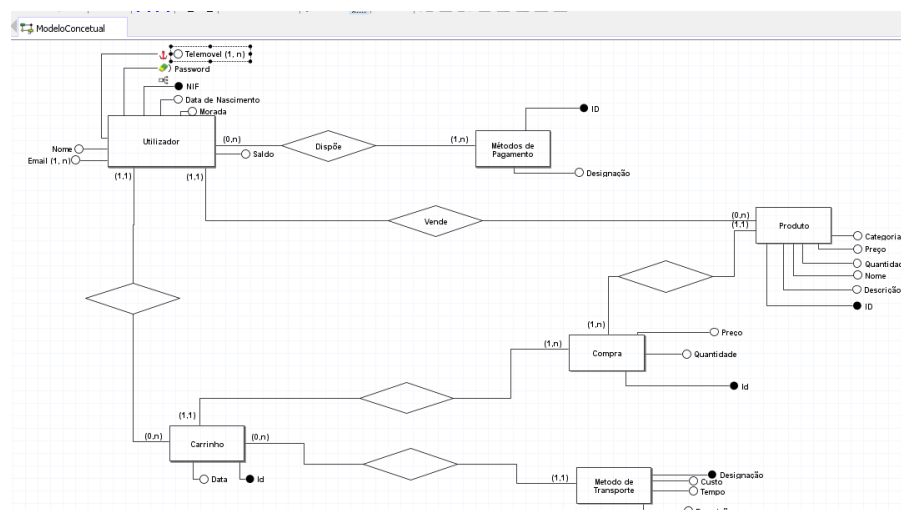 ModeloConcetual
Telemovel (1, n)
Password
NIF
Data de Nascimento
Morada
ID
Utilizador
(0,n)
Dispõe
(1,n)
Métodos de
Pagamento
Nome
Saldo
Email (1, n)
Designação
(1,1)
(1,1)
Vende
(0,n)
(1,1)
Produto
Categoria
Preço
Quantidad
Nome
Descrição
ID
(1,n)
Preço
(1,n)
Compra
Quantidade
Id
(1,1)
(0,n)
Carrinho
(0,n)
Data
Id
(1,1)
Metodo de
Transporte
Designação
Custo
Tempo